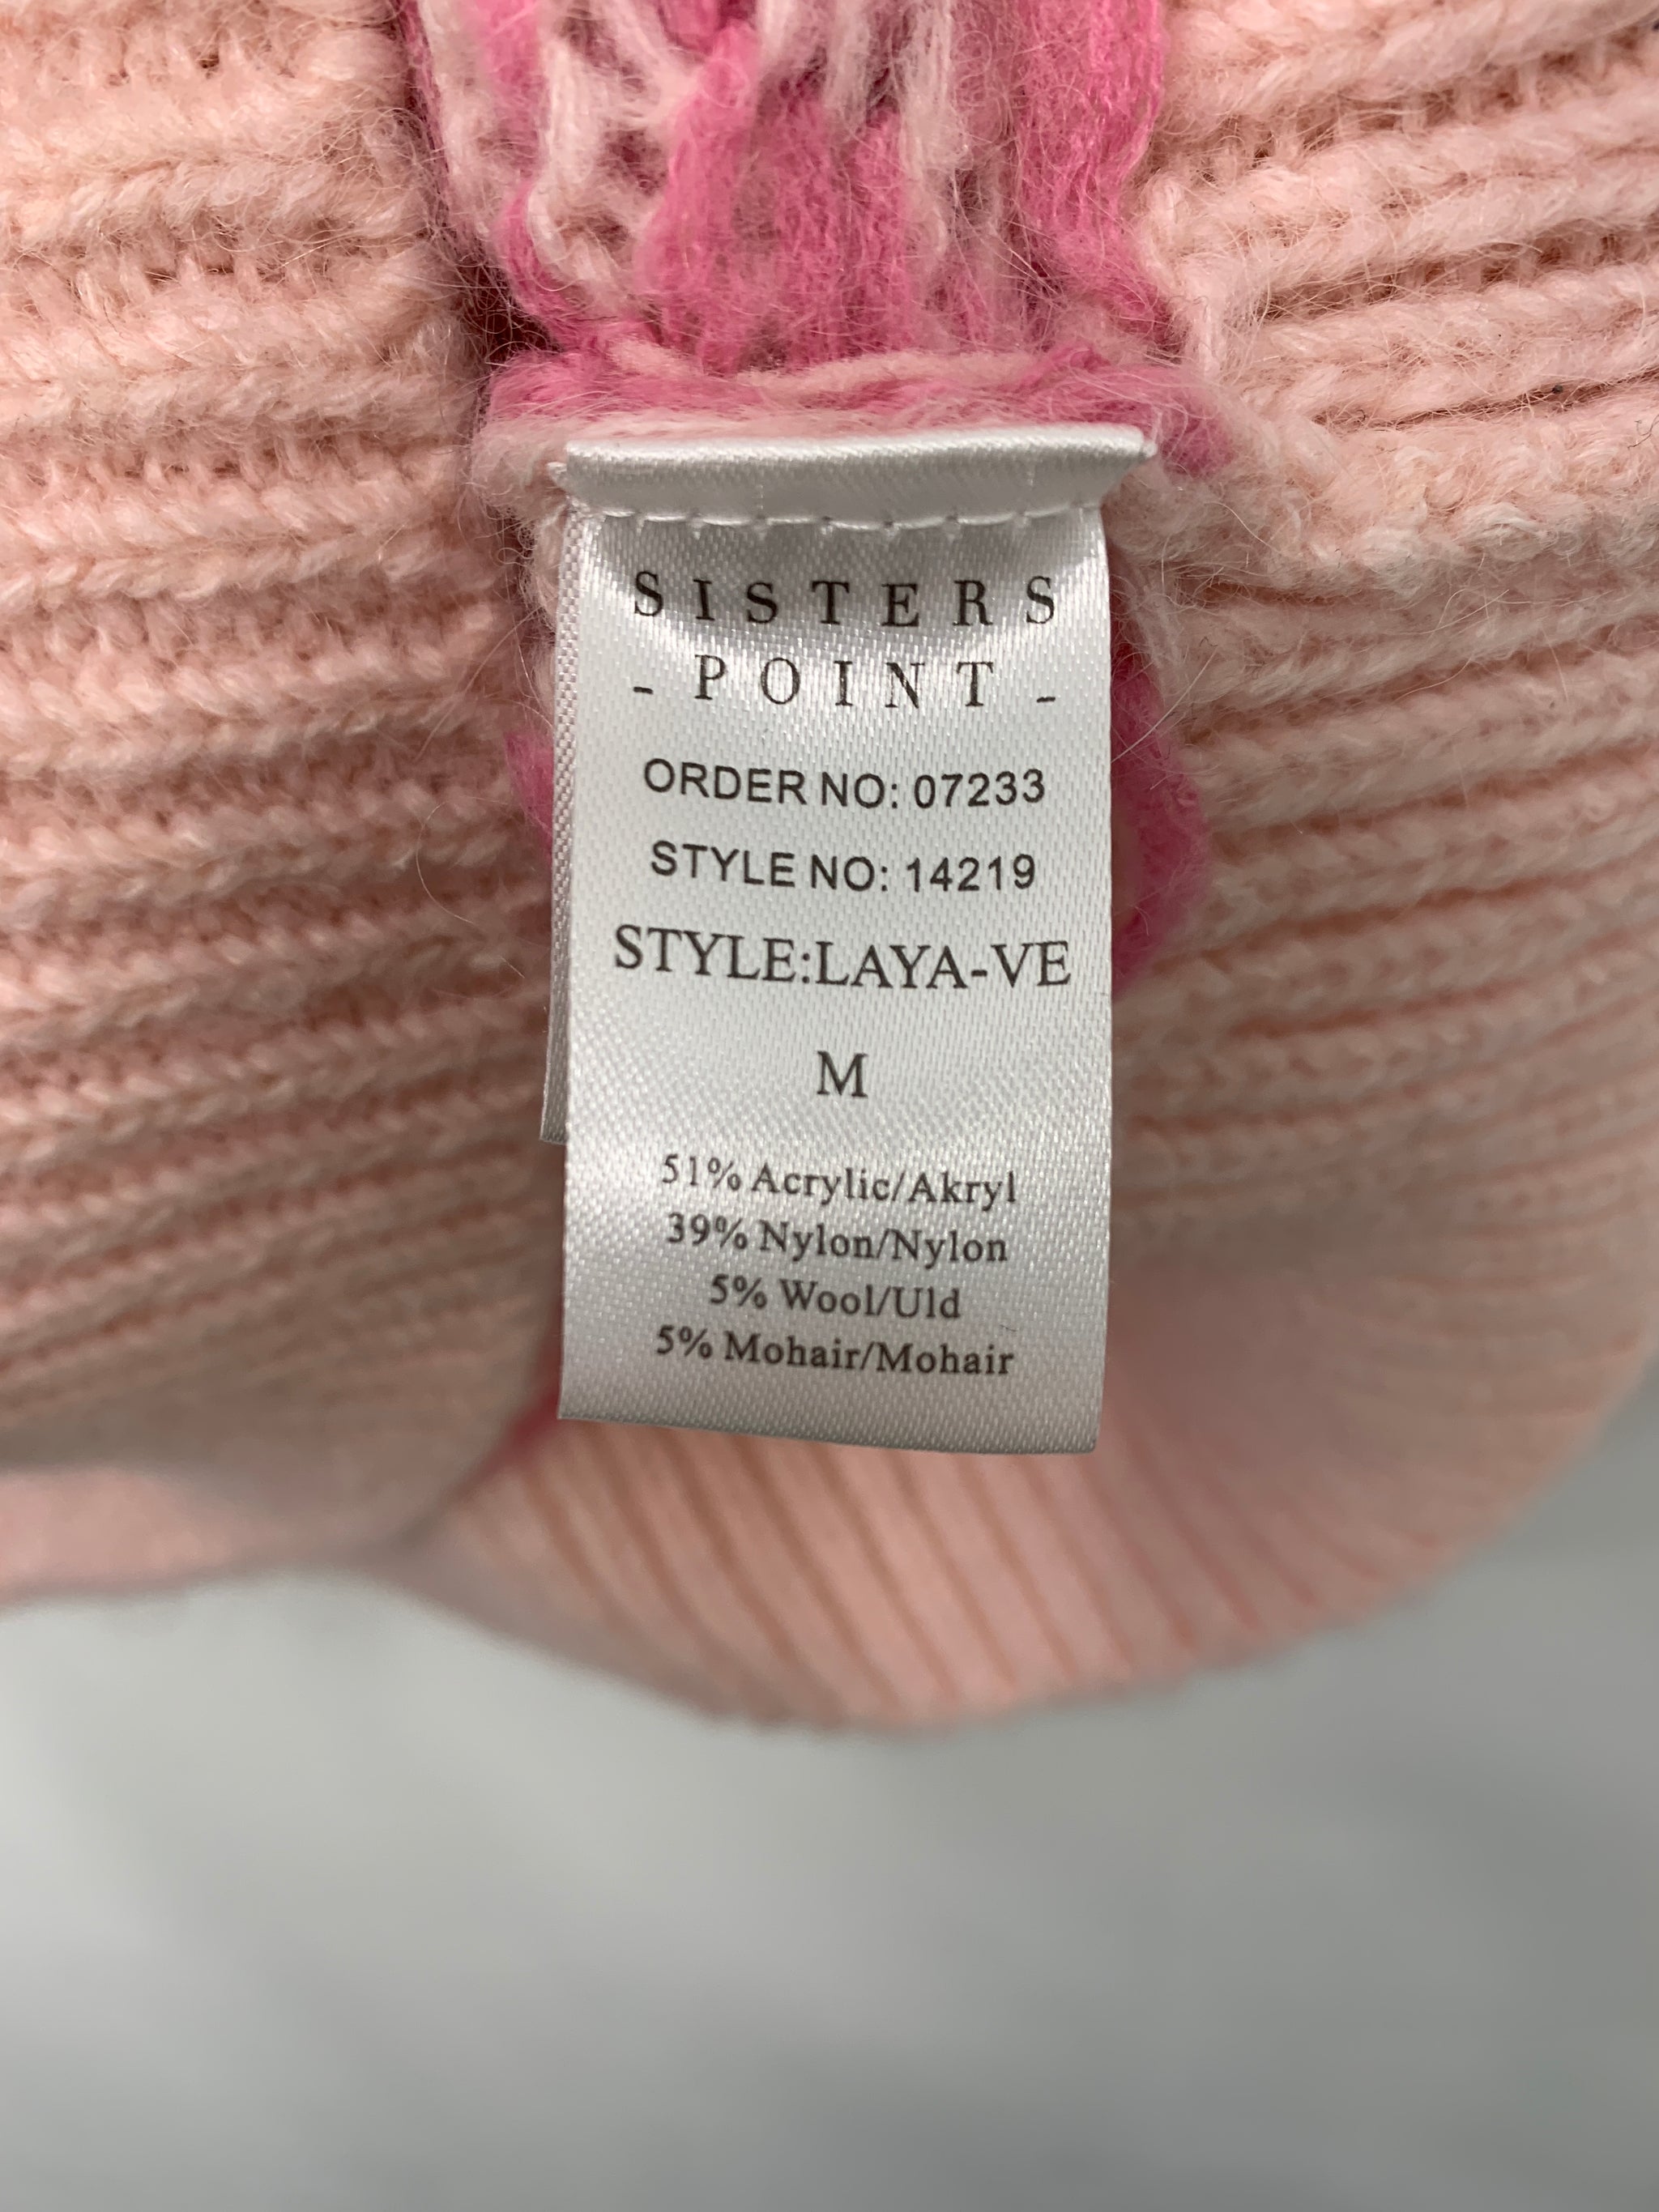 SISTERS
- POINT -
ORDER NO: 07233
STYLE NO: 14219
STYLE:LAYA-VE
M
51% Acrylic/Akryl
39% Nylon/Nylon
5% Wool/Uld
5% Mohair/Mohair